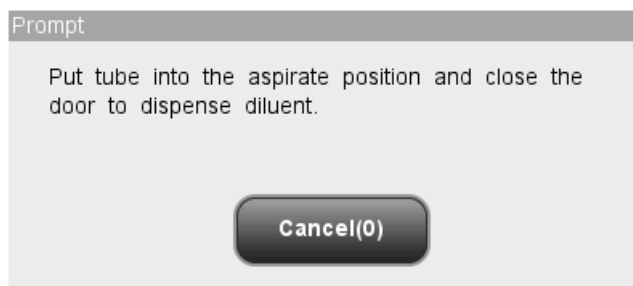 Prompt
Put tube into the aspirate position and close the
door to dispense diluent.
Cancel(0)